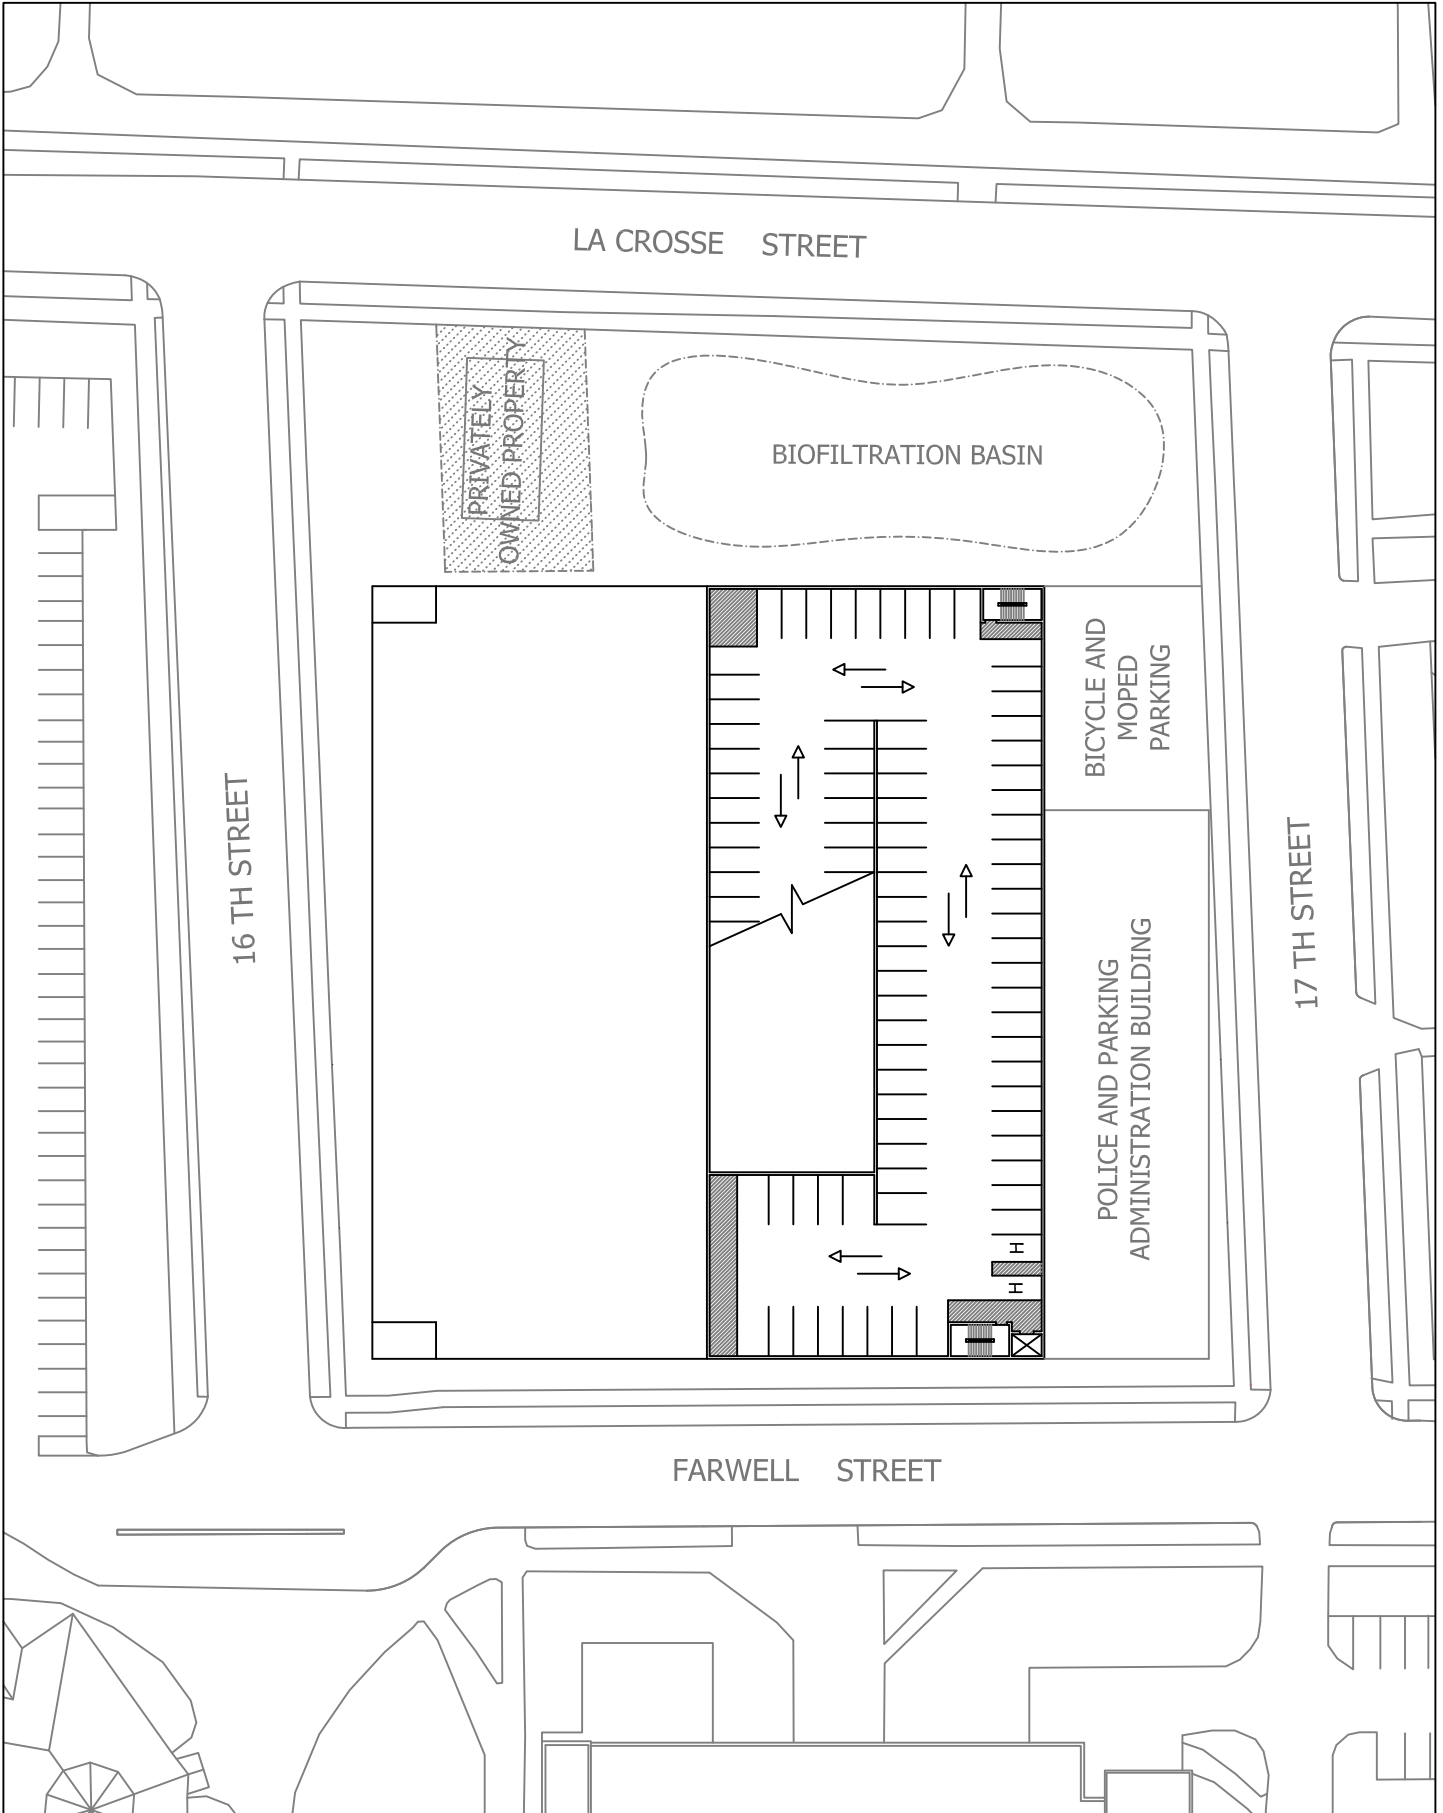 LA CROSSE STREET
PRIVATELY
OWNED PROPERTY
BIOFILTRATION BASIN
BICYCLE AND
MOPED
PARKING
16 TH STREET
17 TH STREET
POLICE AND PARKING
ADMINISTRATION BUILDING
H
H
FARWELL STREET